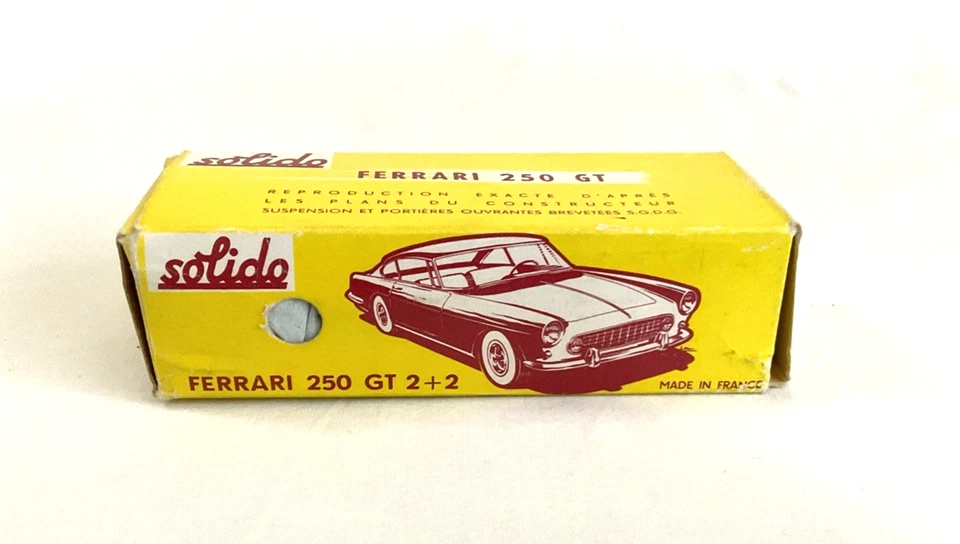 solido
FERRARI 250 GT
REPRODUCTION EXACTE D'APRÈS
LES PLANS DU CONSTRUCTEUR
SUSPENSION ET PORTIÈRES OUVRANTES BREVETÉES S.G.D.G.
solido
FERRARI 250 GT 2+2
MADE IN FRANCE